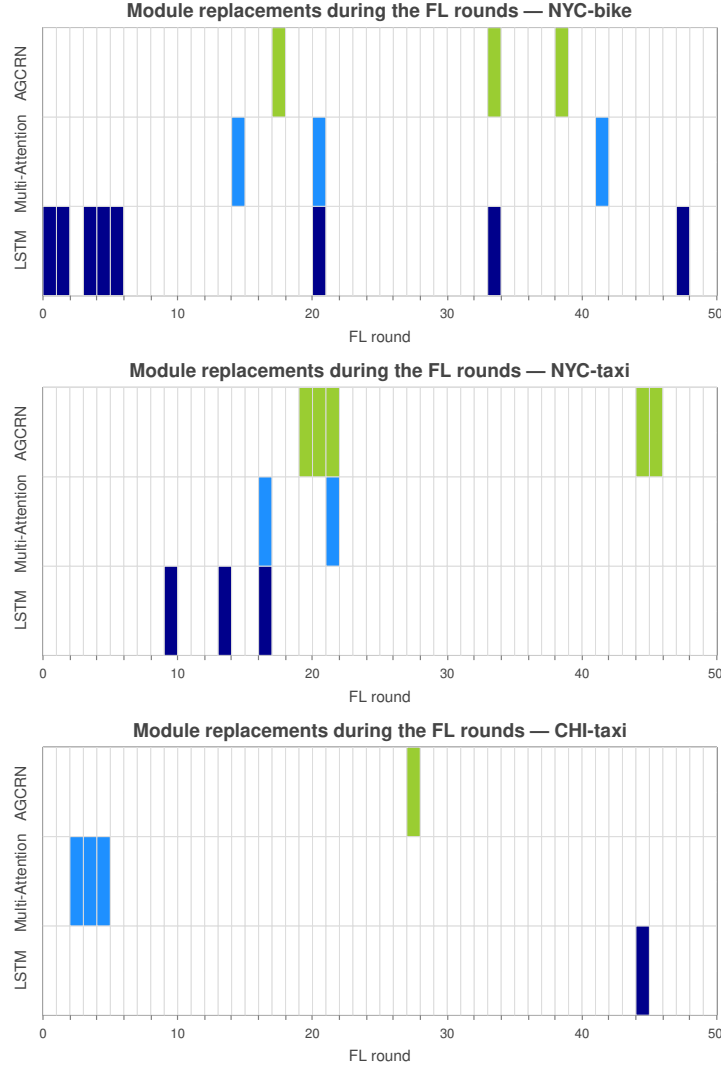 Module replacements during the FL rounds — NYC-bike
AGCRN
Multi-Attention
LSTM
0 10 20 30 40 50
FL round
Module replacements during the FL rounds — NYC-taxi
AGCRN
Multi-Attention
LSTM
0 10 20 30 40 50
FL round
Module replacements during the FL rounds — CHI-taxi
AGCRN
Multi-Attention
LSTM
0 10 20 30 40 50
FL round